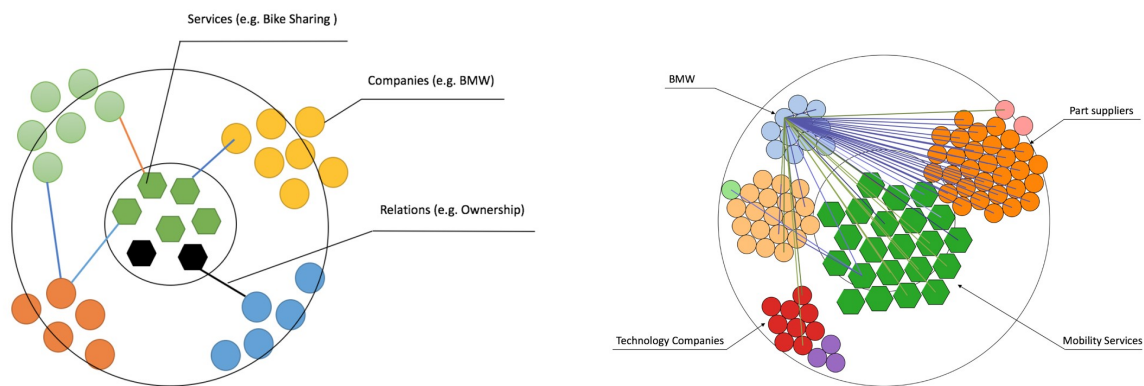 Services (e.g. Bike Sharing )
Companies (e.g. BMW)
Relations (e.g. Ownership)
BMW
Part suppliers
Technology Companies
Mobility Services